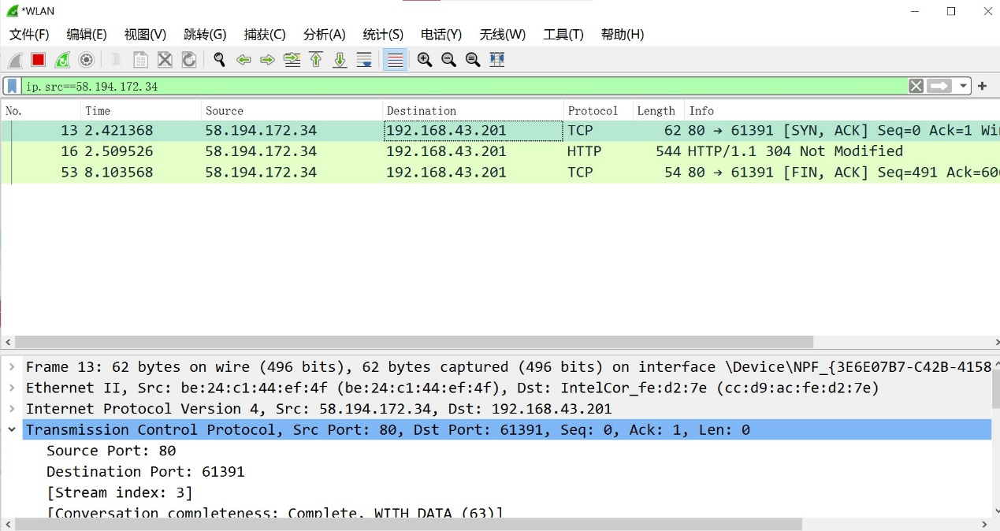 *WLAN
文件(F) 编辑(E) 视图(V) 跳转(G) 捕获(C) 分析(A) 统计(S) 电话(Y) 无线(W) 工具(T) 帮助(H)
ip.src==58.194.172.34
No. Time Source Destination Protocol Length Info
13 2.421368 58.194.172.34 192.168.43.201 TCP 62 80 → 61391 [SYN, ACK] Seq=0 Ack=1 Wi
16 2.509526 58.194.172.34 192.168.43.201 HTTP 544 HTTP/1.1 304 Not Modified
53 8.103568 58.194.172.34 192.168.43.201 TCP 54 80 → 61391 [FIN, ACK] Seq=491 Ack=60
Frame 13: 62 bytes on wire (496 bits), 62 bytes captured (496 bits) on interface \Device\NPF_{3E6E07B7-C42B-4158
Ethernet II, Src: be:24:c1:44:ef:4f (be:24:c1:44:ef:4f), Dst: IntelCor_fe:d2:7e (cc:d9:ac:fe:d2:7e)
Internet Protocol Version 4, Src: 58.194.172.34, Dst: 192.168.43.201
Transmission Control Protocol, Src Port: 80, Dst Port: 61391, Seq: 0, Ack: 1, Len: 0
Source Port: 80
Destination Port: 61391
[Stream index: 3]
[Conversation completeness: Complete, WITH_DATA (63)]